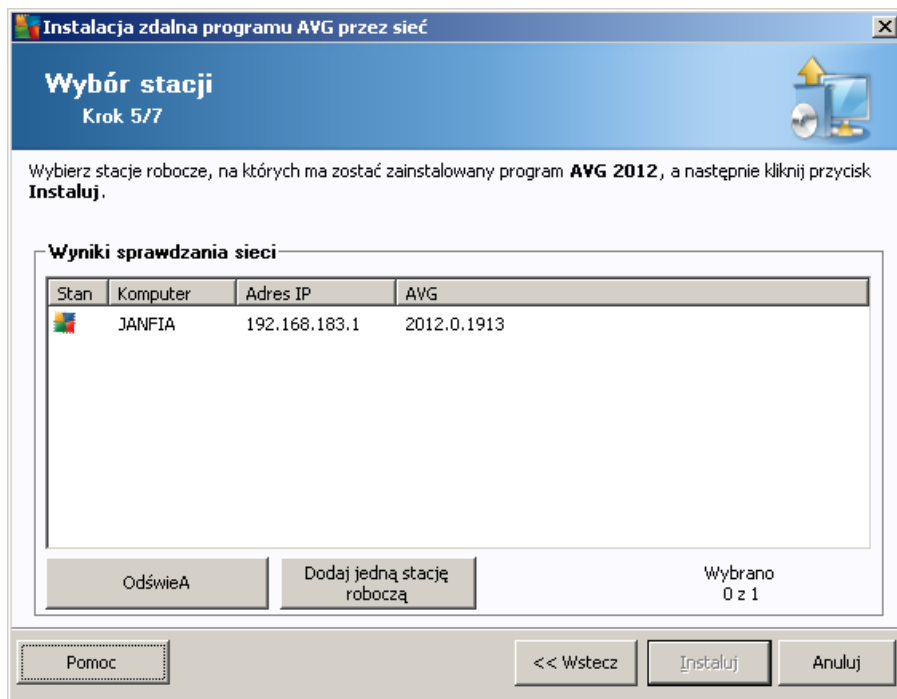 Instalacja zdalna programu AVG przez sieć
Wybór stacji
Krok 5/7
Wybierz stacje robocze, na których ma zostać zainstalowany program AVG 2012, a następnie kliknij przycisk
Instaluj.
Wyniki sprawdzania sieci
Stan Komputer Adres IP AVG
JANFIA 192.168.183.1 2012.0.1913
OdświeA
Dodaj jedną stację
roboczą
Wybrano
0 z 1
Pomoc << Wstecz Instaluj Anuluj